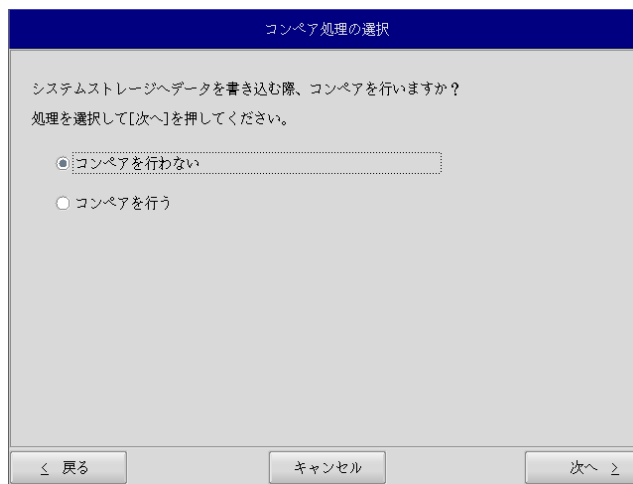 コンペア処理の選択
システムストレージへデータを書き込む際、コンペアを行いますか？
処理を選択して[次へ]を押してください。
コンペアを行わない
コンペアを行う
< 戻る
キャンセル
次へ >